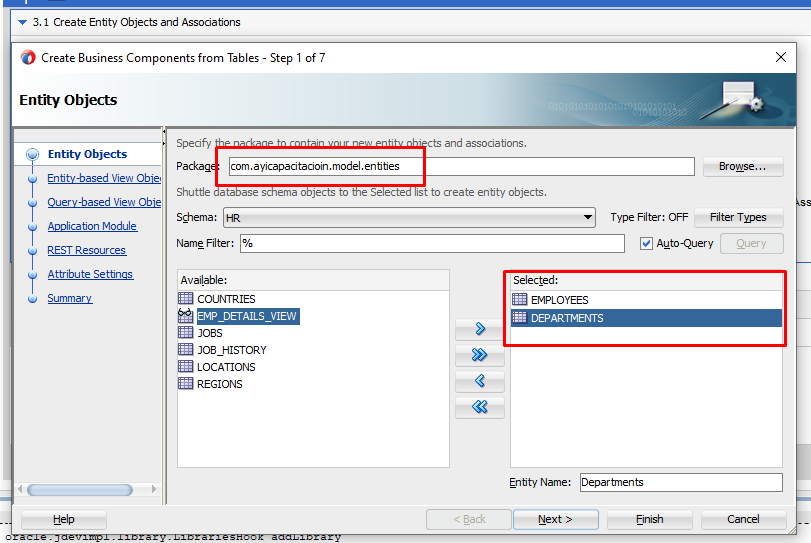 3.1 Create Entity Objects and Associations
Create Business Components from Tables - Step 1 of 7
Entity Objects
010101010101010101010101
01010101010
Entity Objects
Entity-based View Obje
Query-based View Obje
Application Module
REST Resources
Attribute Settings
Summary
Specify the package to contain your new entity objects and associations.
Package: com.ayicapacitacioin.model.entities Browse...
Shuttle database schema objects to the Selected list to create entity objects.
Schema: HR Type Filter: OFF Filter Types
Name Filter: % Auto-Query Query
Available:
COUNTRIES
EMP_DETAILS_VIEW
JOBS
JOB_HISTORY
LOCATIONS
REGIONS
Selected:
EMPLOYEES
DEPARTMENTS
Entity Name: Departments
Help < Back Next > Finish Cancel
Ass
oracle.jdevimpl.library.LibrariesHook addLibrary